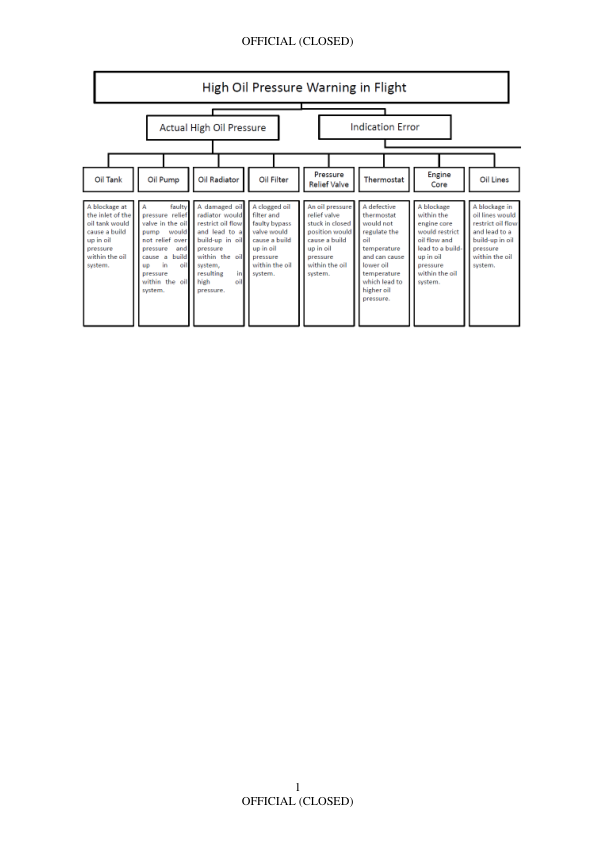 OFFICIAL (CLOSED)
High Oil Pressure Warning in Flight
Actual High Oil Pressure
Indication Error
Oil Tank
Oil Pump
Oil Radiator
Oil Filter
Pressure
Relief Valve
Thermostat
Engine
Core
Oil Lines
A blockage at
the inlet of the
oil tank would
cause a build
up in oil
pressure
within the oil
system.
A faulty
pressure relief
valve in the oil
pump would
not relief over
pressure and
cause a build
up in oil
pressure
within the oil
system.
A damaged oil
radiator would
restrict oil flow
and lead to a
build-up in oil
pressure
within the oil
system,
resulting in
high oil
pressure.
A clogged oil
filter and
faulty bypass
valve would
cause a build
up in oil
pressure
within the oil
system.
An oil pressure
relief valve
stuck in closed
position would
cause a build
up in oil
pressure
within the oil
system.
A defective
thermostat
would not
regulate the
oil
temperature
and can cause
lower oil
temperature
which lead to
higher oil
pressure.
A blockage
within the
engine core
would restrict
oil flow and
lead to a build-
up in oil
pressure
within the oil
system.
A blockage in
oil lines would
restrict oil flow
and lead to a
build-up in oil
pressure
within the oil
system.
1
OFFICIAL (CLOSED)